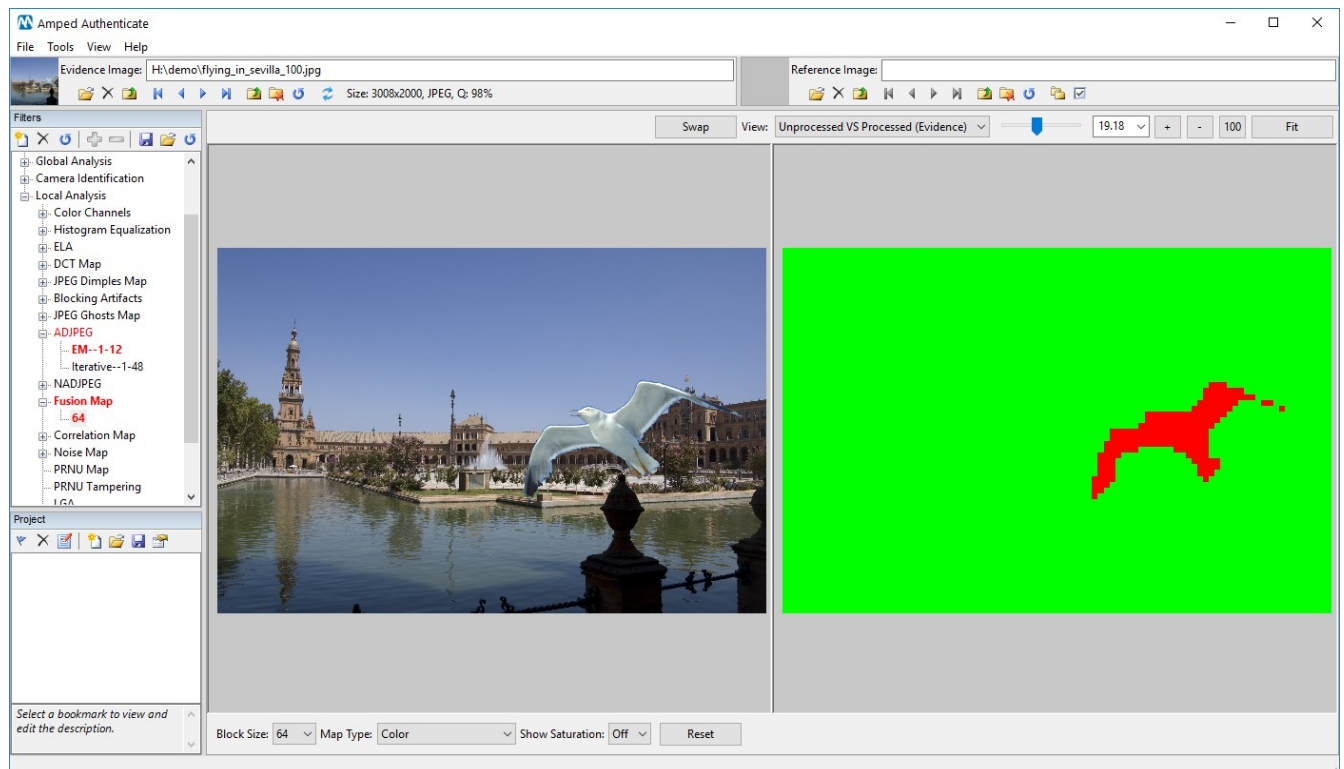 Amped Authenticate
File Tools View Help
Evidence Image: H:\demo\flying_in_sevilla_100.jpg
Reference Image:
Size: 3008x2000, JPEG, Q: 98%
Filters
Swap View: Unprocessed VS Processed (Evidence) 19.18 + - 100 Fit
Global Analysis
Camera Identification
Local Analysis
Color Channels
Histogram Equalization
ELA
DCT Map
JPEG Dimples Map
Blocking Artifacts
JPEG Ghosts Map
ADJPEG
EM--1-12
Iterative--1-48
NADJPEG
Fusion Map
64
Correlation Map
Noise Map
PRNU Map
PRNU Tampering
LGA
Project
Select a bookmark to view and
edit the description.
Block Size: 64 Map Type: Color Show Saturation: Off Reset